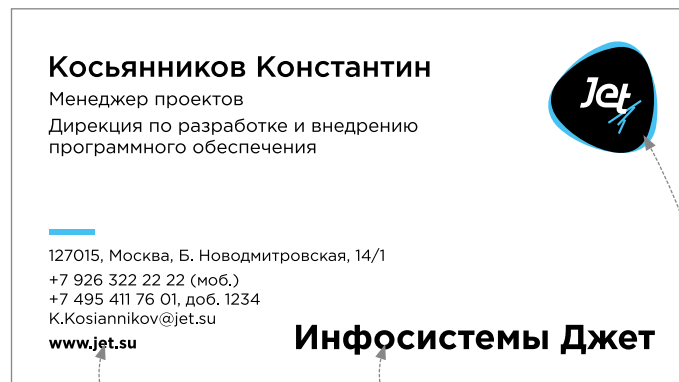 Косьянников Константин
Менеджер проектов
Дирекция по разработке и внедрению
программного обеспечения
Jet
127015, Москва, Б. Новодмитровская, 14/1
+7 926 322 22 22 (моб.)
+7 495 411 76 01, доб. 1234
K.Kosiannikov@jet.su
www.jet.su
Инфосистемы Джет